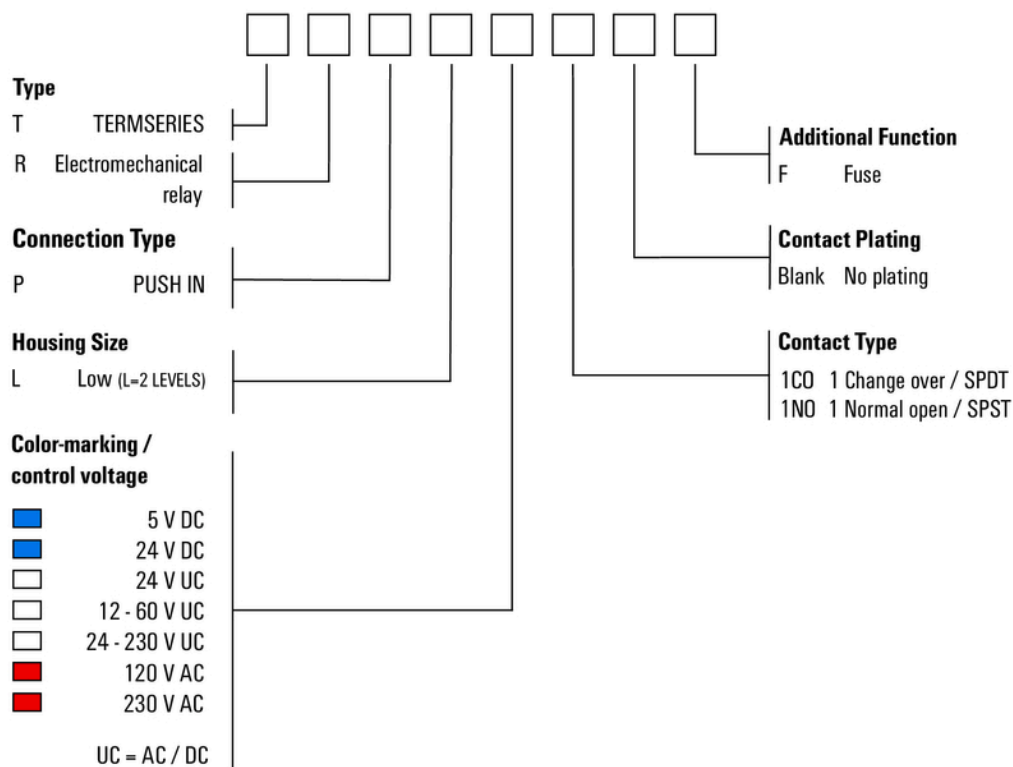 Type
T TERMSERIES
R Electromechanical
relay
Connection Type
P PUSH IN
Housing Size
L Low (L=2 LEVELS)
Color-marking /
control voltage
5 V DC
24 V DC
24 V UC
12 - 60 V UC
24 - 230 V UC
120 V AC
230 V AC
UC = AC / DC
Additional Function
F Fuse
Contact Plating
Blank No plating
Contact Type
1CO 1 Change over / SPDT
1NO 1 Normal open / SPST